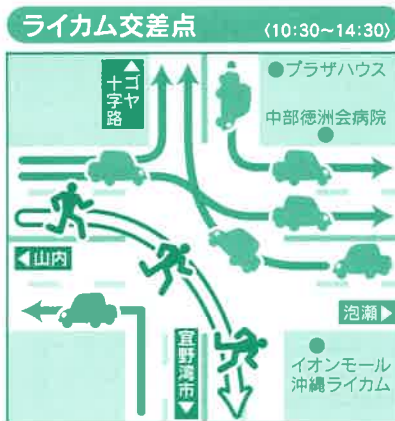 ライカム交差点
〈10:30~14:30〉
▲ゴヤ
十字路
●プラザハウス
中部徳洲会病院
◀山内
泡瀬▶
宜野湾市▼
イオンモール
沖縄ライカム